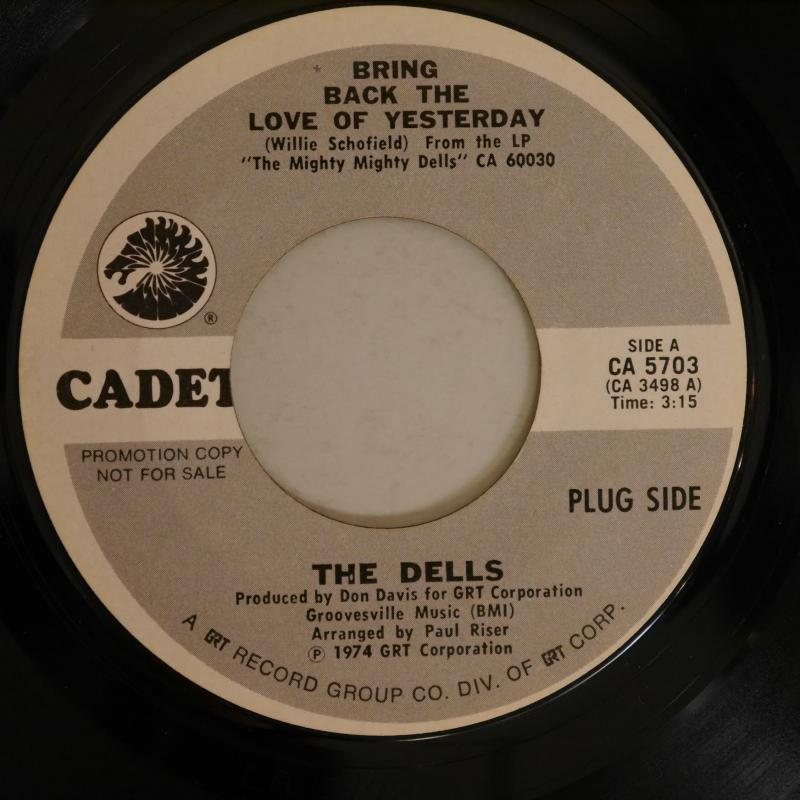 BRING
BACK THE
LOVE OF YESTERDAY
(Willie Schofield) From the LP
"The Mighty Mighty Dells" CA 60030
®
CADET
SIDE A
CA 5703
(CA 3498 A)
Time: 3:15
PROMOTION COPY
NOT FOR SALE
PLUG SIDE
THE DELLS
Produced by Don Davis for GRT Corporation
Groovesville Music (BMI)
Arranged by Paul Riser
℗ 1974 GRT Corporation
A GRT RECORD GROUP CO. DIV. OF GRT CORP.